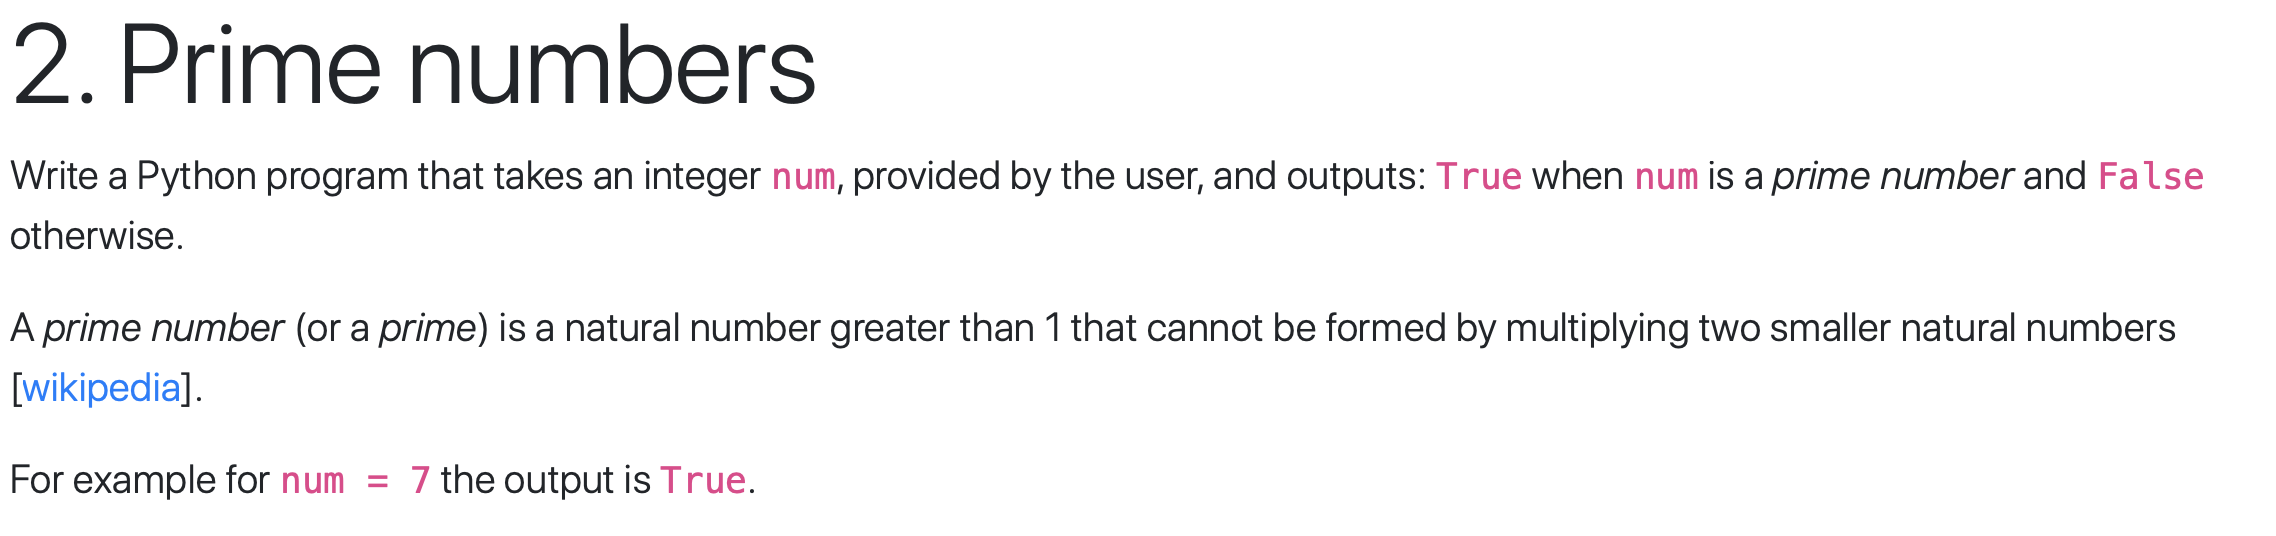 2. Prime numbers
Write a Python program that takes an integer num, provided by the user, and outputs: True when num is a prime number and False
otherwise.
A prime number (or a prime) is a natural number greater than 1 that cannot be formed by multiplying two smaller natural numbers
[wikipedia].
For example for num = 7 the output is True.